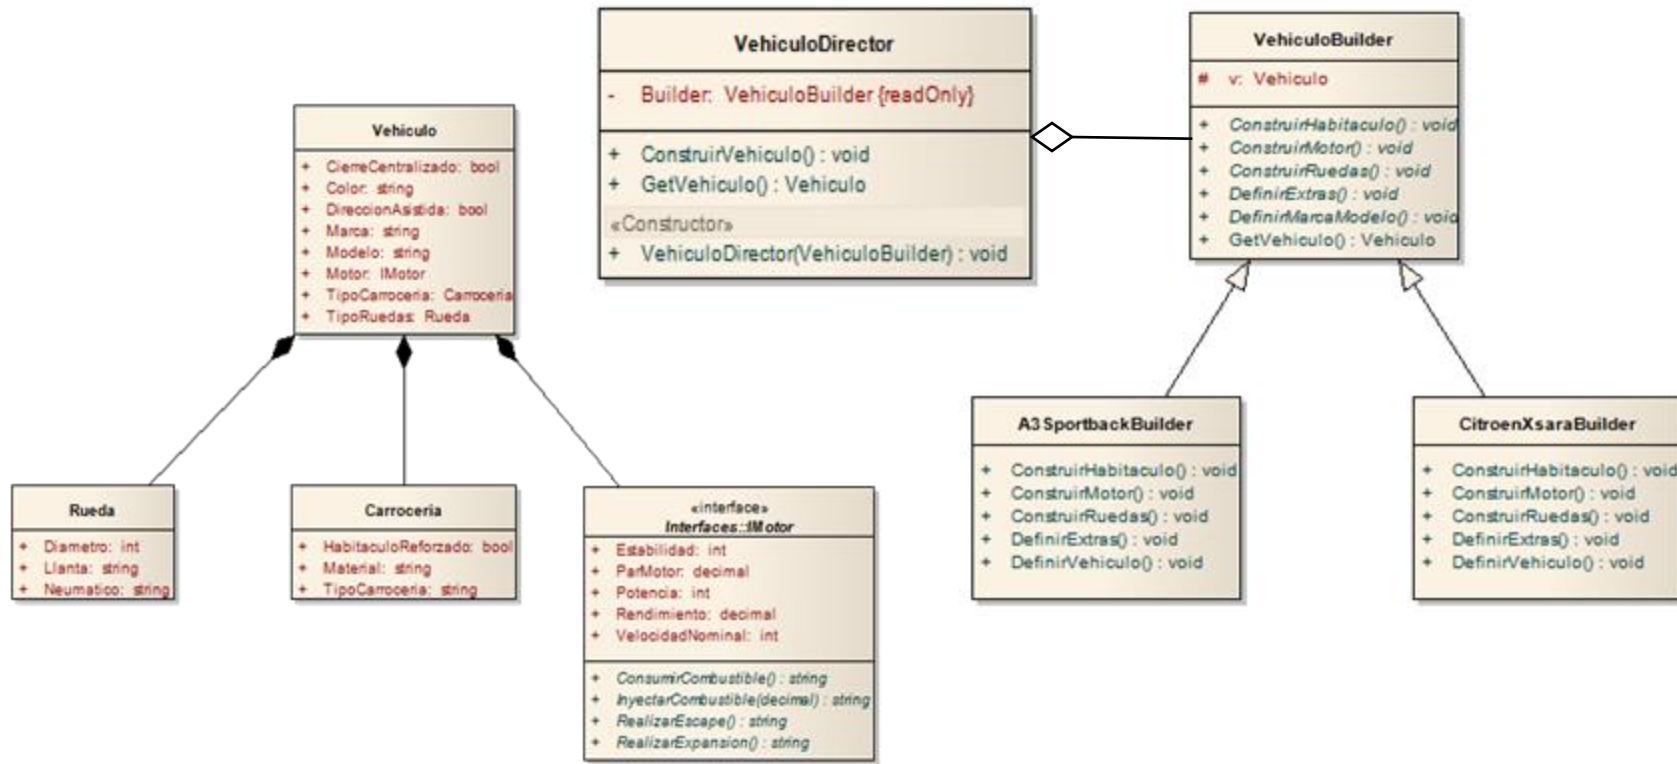 VehiculoDirector
- Builder: VehiculoBuilder {readOnly}
+ ConstruirVehiculo() : void
+ GetVehiculo() : Vehiculo
«Constructor»
+ VehiculoDirector(VehiculoBuilder) : void
VehiculoBuilder
# v: Vehiculo
+ ConstruirHabitaculo() : void
+ ConstruirMotor() : void
+ ConstruirRuedas() : void
+ DefinirExtras() : void
+ DefinirMarcaModelo() : void
+ GetVehiculo() : Vehiculo
Vehiculo
+ CierreCentralizado: bool
+ Color: string
+ DireccionAsistida: bool
+ Marca: string
+ Modelo: string
+ Motor: IMotor
+ TipoCarroceria: Carroceria
+ TipoRuedas: Rueda
A3SportbackBuilder
+ ConstruirHabitaculo() : void
+ ConstruirMotor() : void
+ ConstruirRuedas() : void
+ DefinirExtras() : void
+ DefinirVehiculo() : void
CitroenXsaraBuilder
+ ConstruirHabitaculo() : void
+ ConstruirMotor() : void
+ ConstruirRuedas() : void
+ DefinirExtras() : void
+ DefinirVehiculo() : void
Rueda
+ Diametro: int
+ Llanta: string
+ Neumatico: string
Carroceria
+ HabitaculoReforzado: bool
+ Material: string
+ TipoCarroceria: string
«interface»
Interfaces::IMotor
+ Estabilidad: int
+ ParMotor: decimal
+ Potencia: int
+ Rendimiento: decimal
+ VelocidadNominal: int
+ ConsumirCombustible() : string
+ InyectarCombustible(decimal) : string
+ RealizarEscape() : string
+ RealizarExpansion() : string